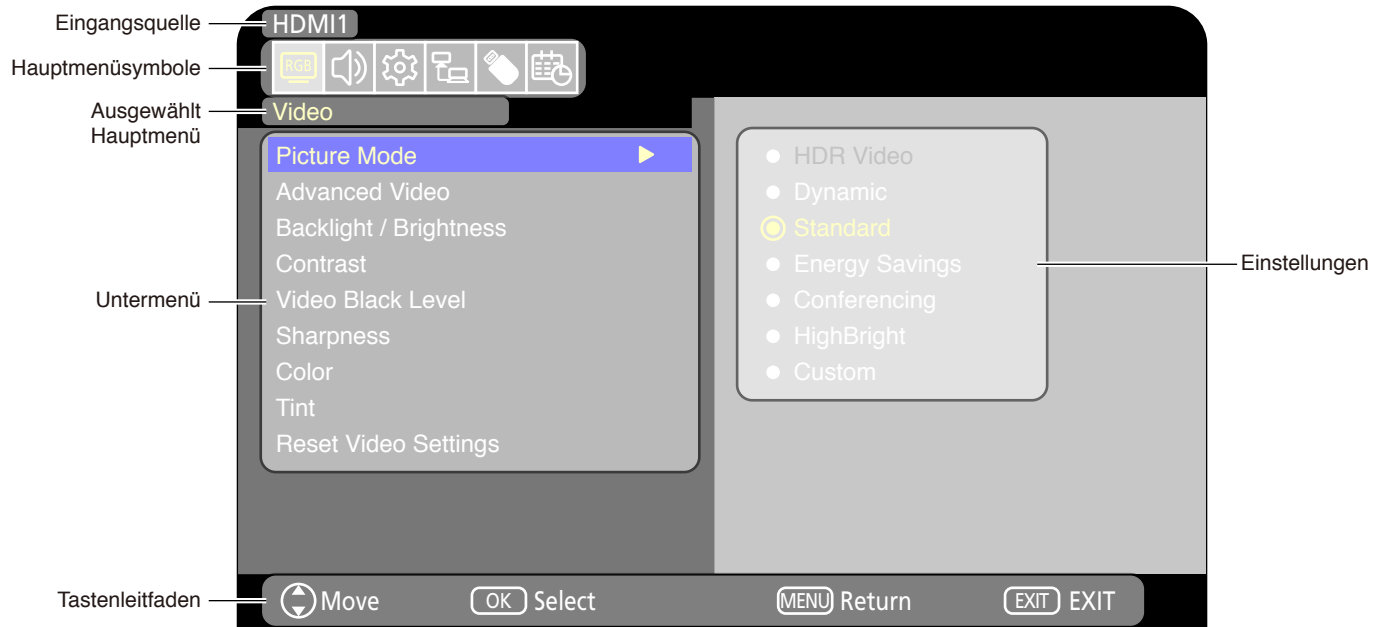 Eingangsquelle
HDMI1
Hauptmenüsymbole
RGB
Ausgewählt
Hauptmenü
Video
Picture Mode
Advanced Video
Backlight / Brightness
Contrast
Untermenü
Video Black Level
Sharpness
Color
Tint
Reset Video Settings
HDR Video
Dynamic
Standard
Energy Savings
Conferencing
HighBright
Custom
Einstellungen
Tastenleitfaden
Move
OK Select
MENU Return
EXIT EXIT